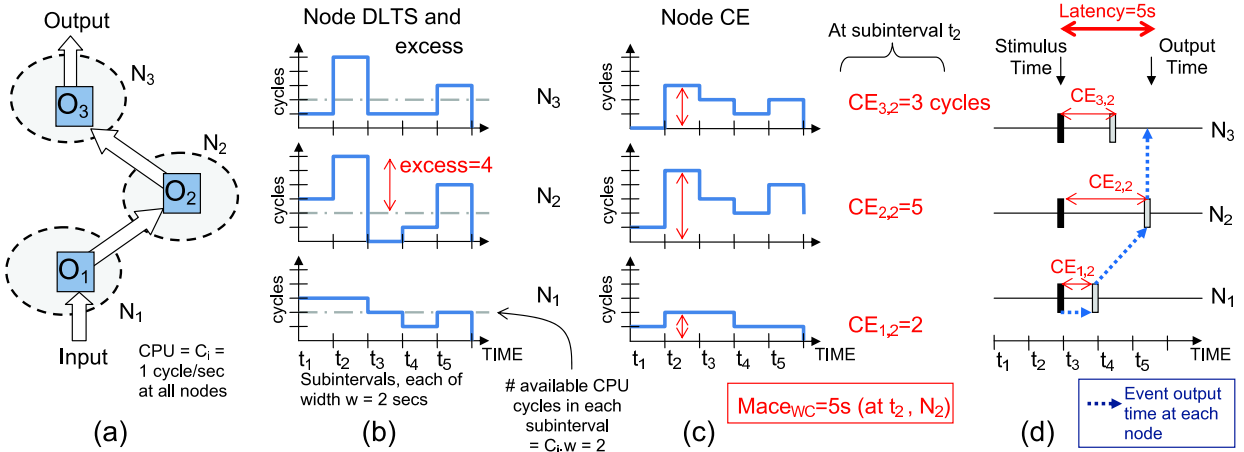 Output
N3
O3
N2
O2
O1
N1
Input
CPU = Ci =
1 cycle/sec
at all nodes
(a)
Node DLTS and
excess
cycles
N3
cycles
excess=4
N2
cycles
N1
t1 t2 t3 t4 t5 TIME
Subintervals, each of
width w = 2 secs
(b)
# available CPU
cycles in each
subinterval
= Ci.w = 2
Node CE
cycles
cycles
cycles
t1 t2 t3 t4 t5 TIME
(c)
At subinterval t2
CE3,2=3 cycles
CE2,2=5
CE1,2=2
MaceWC=5s (at t2 , N2)
Latency=5s
Stimulus
Time
Output
Time
CE3,2
N3
CE2,2
N2
CE1,2
N1
t1 t2 t3 t4 t5 TIME
(d)
Event output
time at each
node